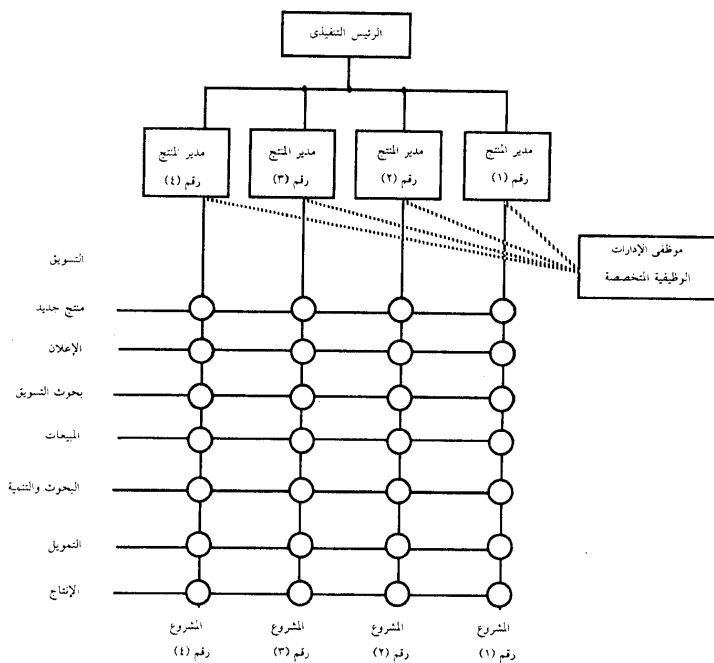 الرئيس التنفيذى
مدير المنتج
رقم (١)
مدير المنتج
رقم (٢)
مدير المنتج
رقم (٣)
مدير المنتج
رقم (٤)
موظفى الإدارات
الوظيفية المتخصصة
التسويق
منتج جديد
الإعلان
بحوث التسويق
المبيعات
البحوث والتنمية
التمويل
الإنتاج
المشروع
رقم (١)
المشروع
رقم (٢)
المشروع
رقم (٣)
المشروع
رقم (٤)